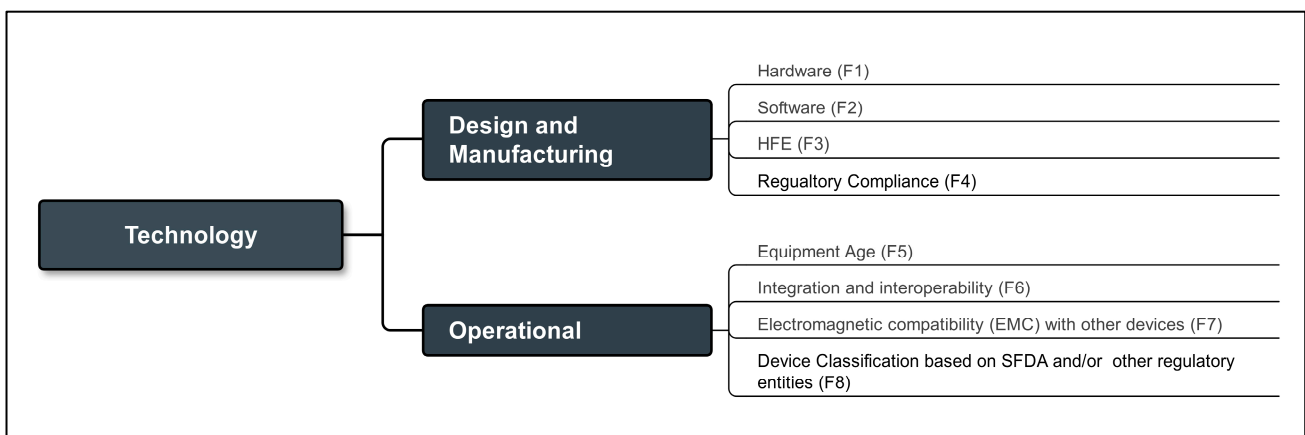 Technology
Design and
Manufacturing
Hardware (F1)
Software (F2)
HFE (F3)
Regualtory Compliance (F4)
Operational
Equipment Age (F5)
Integration and interoperability (F6)
Electromagnetic compatibility (EMC) with other devices (F7)
Device Classification based on SFDA and/or other regulatory
entities (F8)